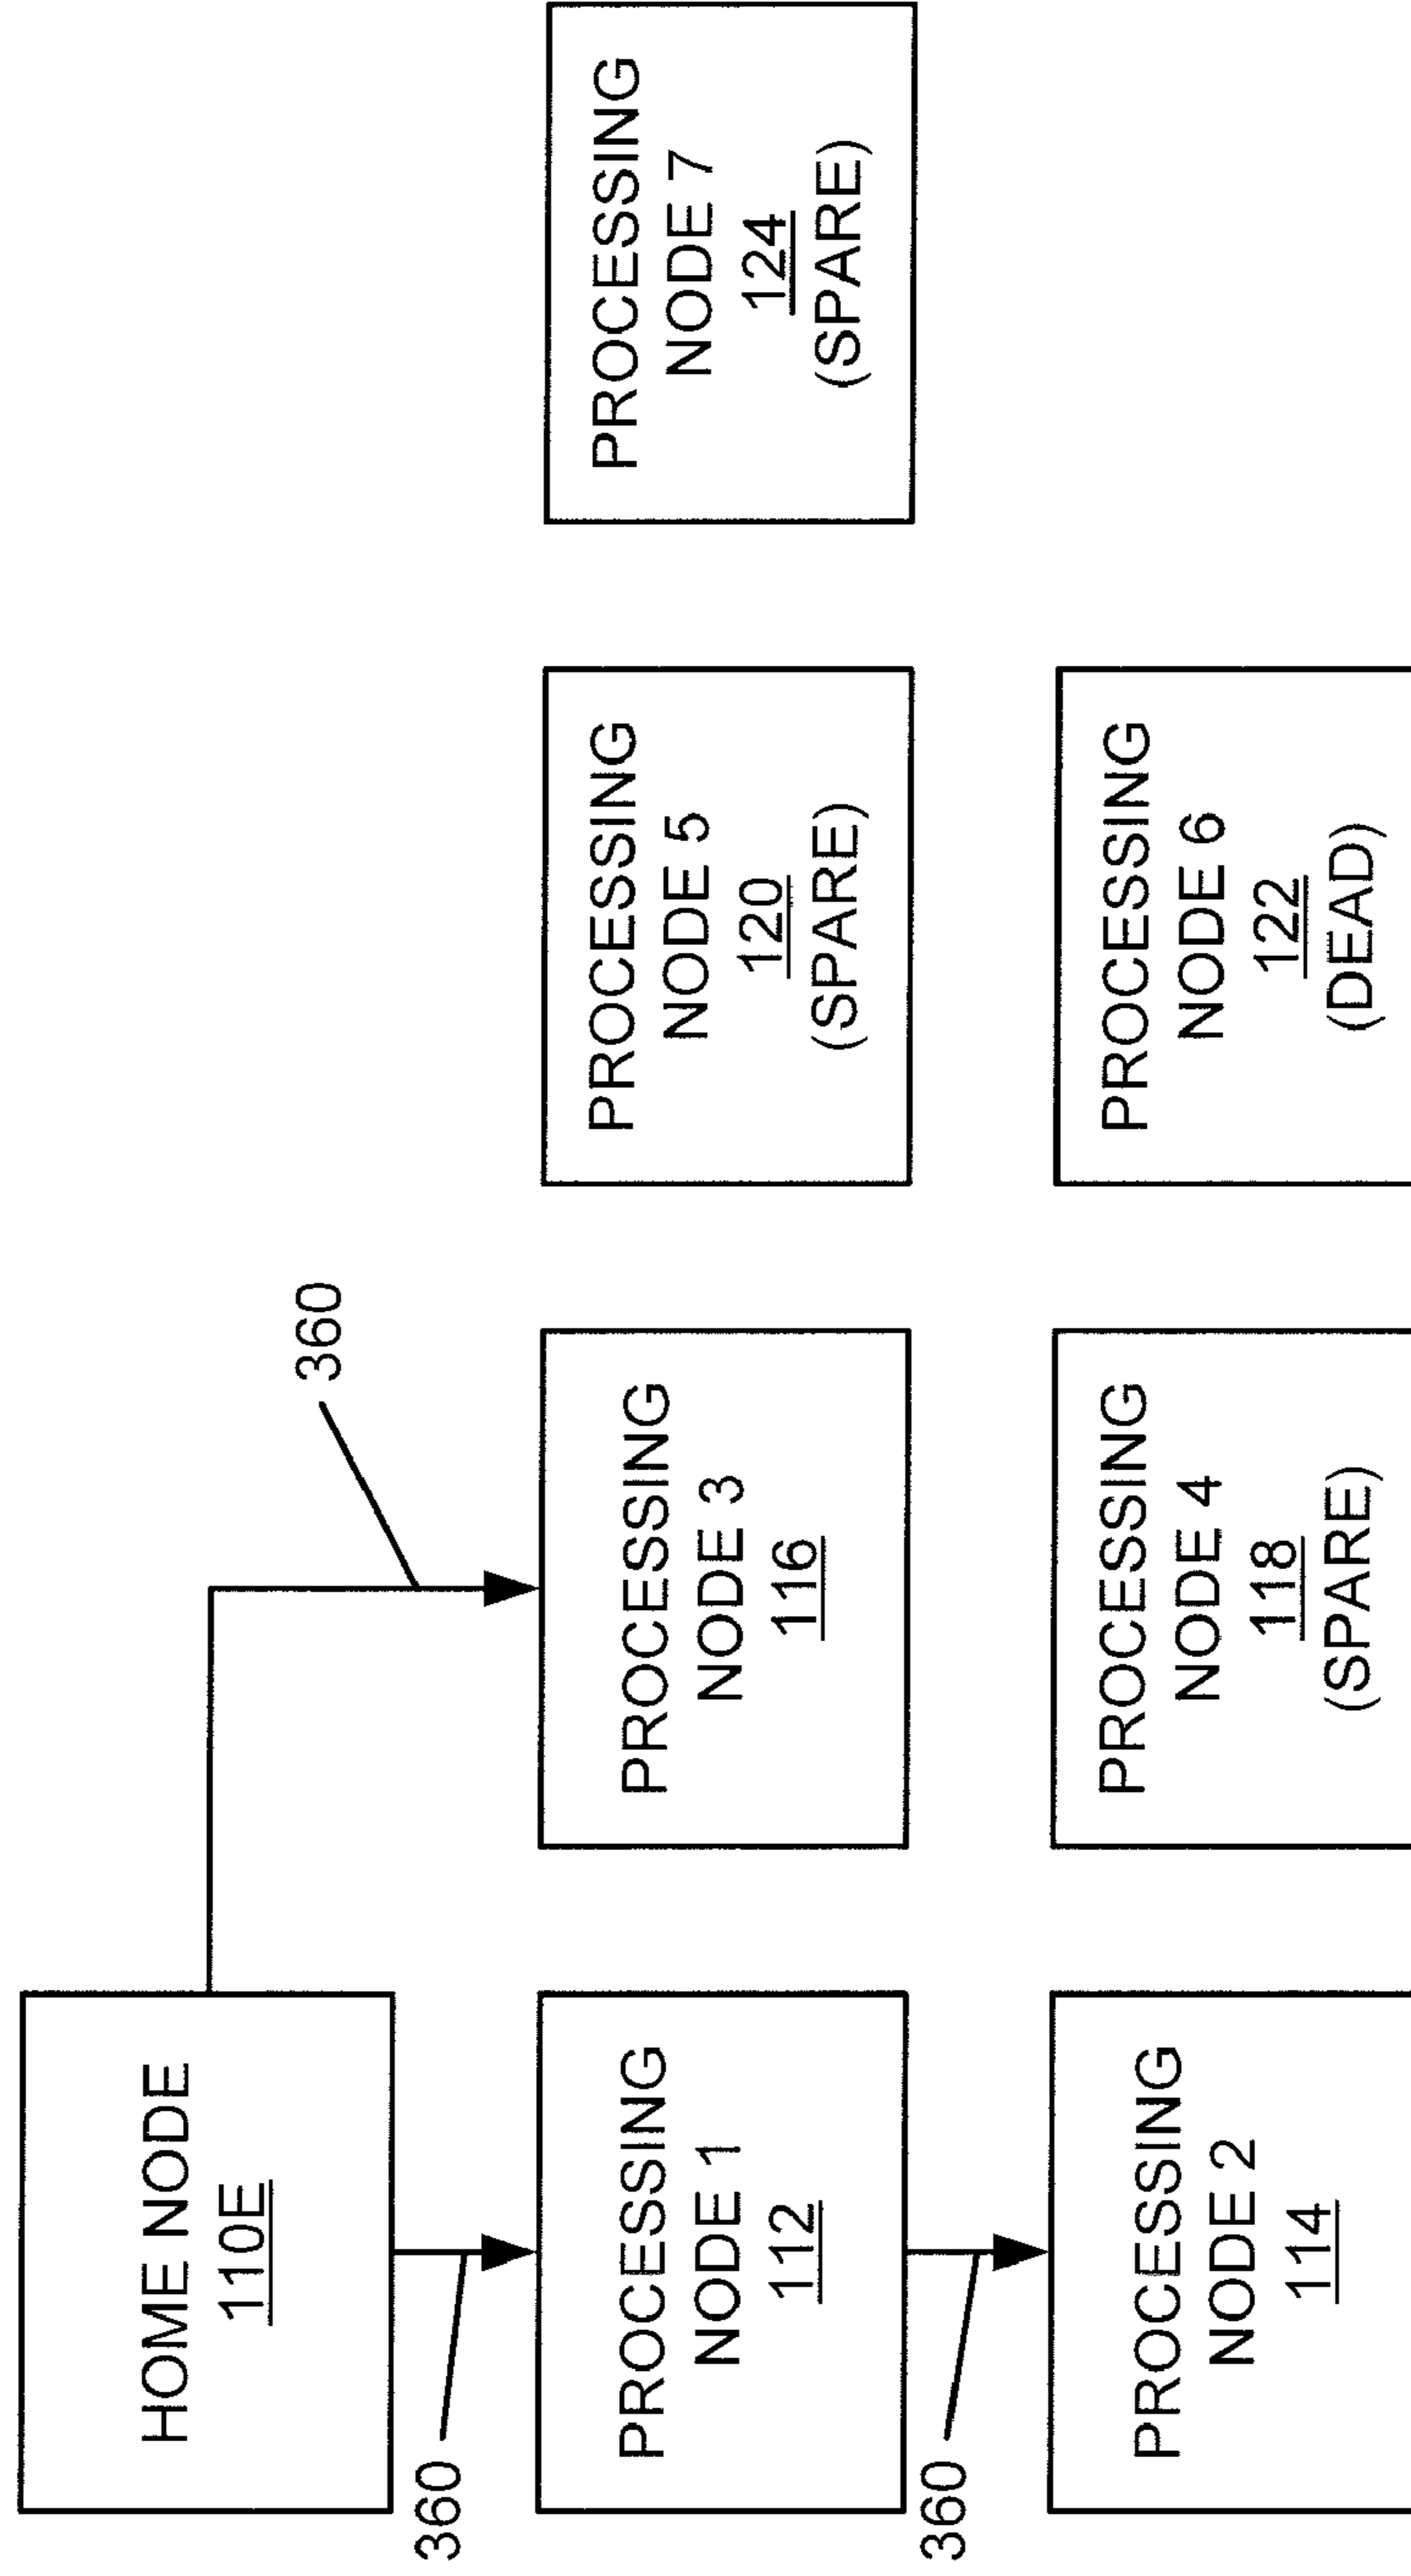 HOME NODE
110E
360
360
PROCESSING
NODE 1
112
PROCESSING
NODE 3
116
PROCESSING
NODE 5
120
(SPARE)
PROCESSING
NODE 7
124
(SPARE)
360
PROCESSING
NODE 2
114
PROCESSING
NODE 4
118
(SPARE)
PROCESSING
NODE 6
122
(DEAD)